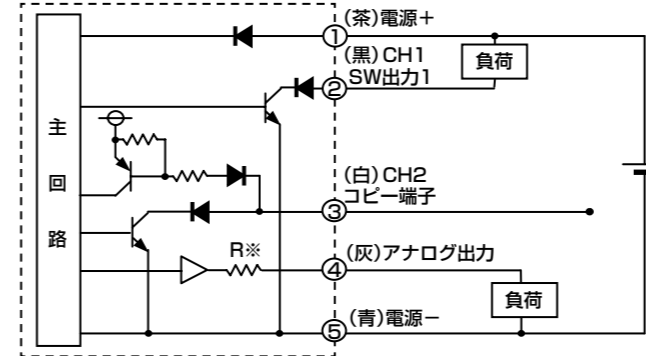 ①
(茶)電源＋
(黒)CH1
SW出力1
②
負荷
主
回
路
(白)CH2
コピー端子
③
R※
④
(灰)アナログ出力
負荷
⑤
(青)電源－